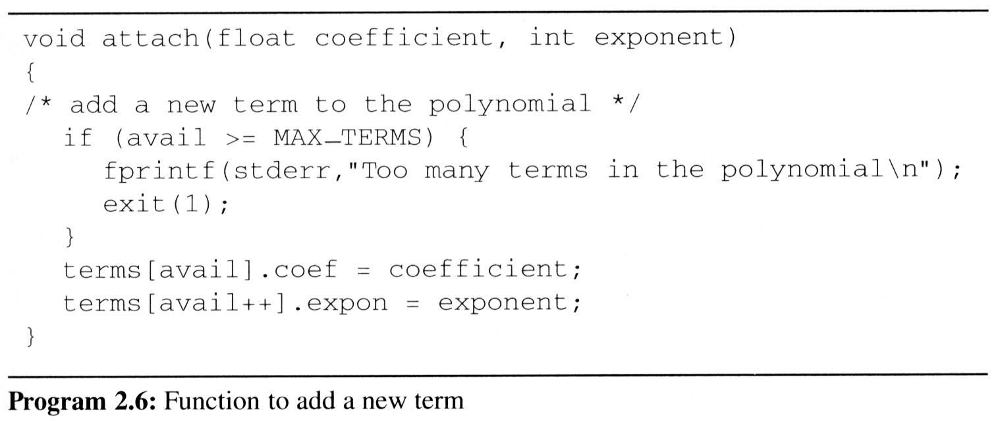 void attach(float coefficient, int exponent)
{
/* add a new term to the polynomial */
if (avail >= MAX_TERMS) {
fprintf(stderr,"Too many terms in the polynomial\n");
exit(1);
}
terms[avail].coef = coefficient;
terms[avail++].expon = exponent;
}
Program 2.6: Function to add a new term